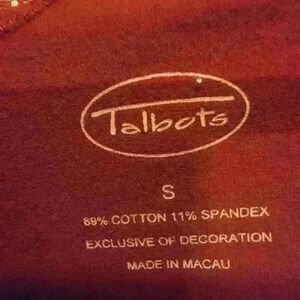 Talbots
S
89% COTTON 11% SPANDEX
EXCLUSIVE OF DECORATION
MADE IN MACAU